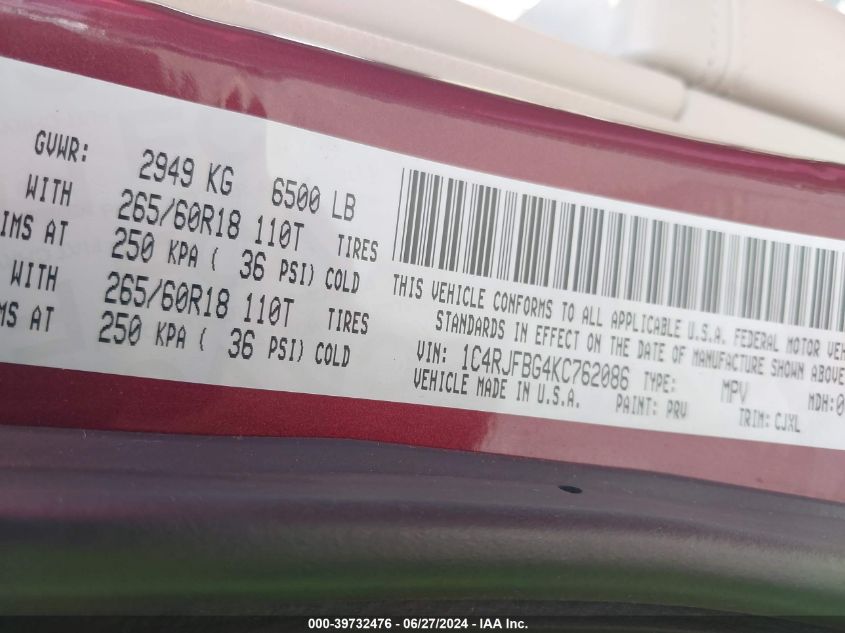 GVWR: 2949 KG 6500 LB
WITH 265/60R18 110T TIRES
IMS AT 250 KPA ( 36 PSI) COLD
WITH 265/60R18 110T TIRES
MS AT 250 KPA ( 36 PSI) COLD
THIS VEHICLE CONFORMS TO ALL APPLICABLE U.S.A. FEDERAL MOTOR VEH
STANDARDS IN EFFECT ON THE DATE OF MANUFACTURE SHOWN ABOVE
VIN: 1C4RJFBG4KC762086 TYPE: MPV MDH:0
VEHICLE MADE IN U.S.A. PAINT: PRV TRIM: CJXL
000-39732476 - 06/27/2024 - IAA Inc.